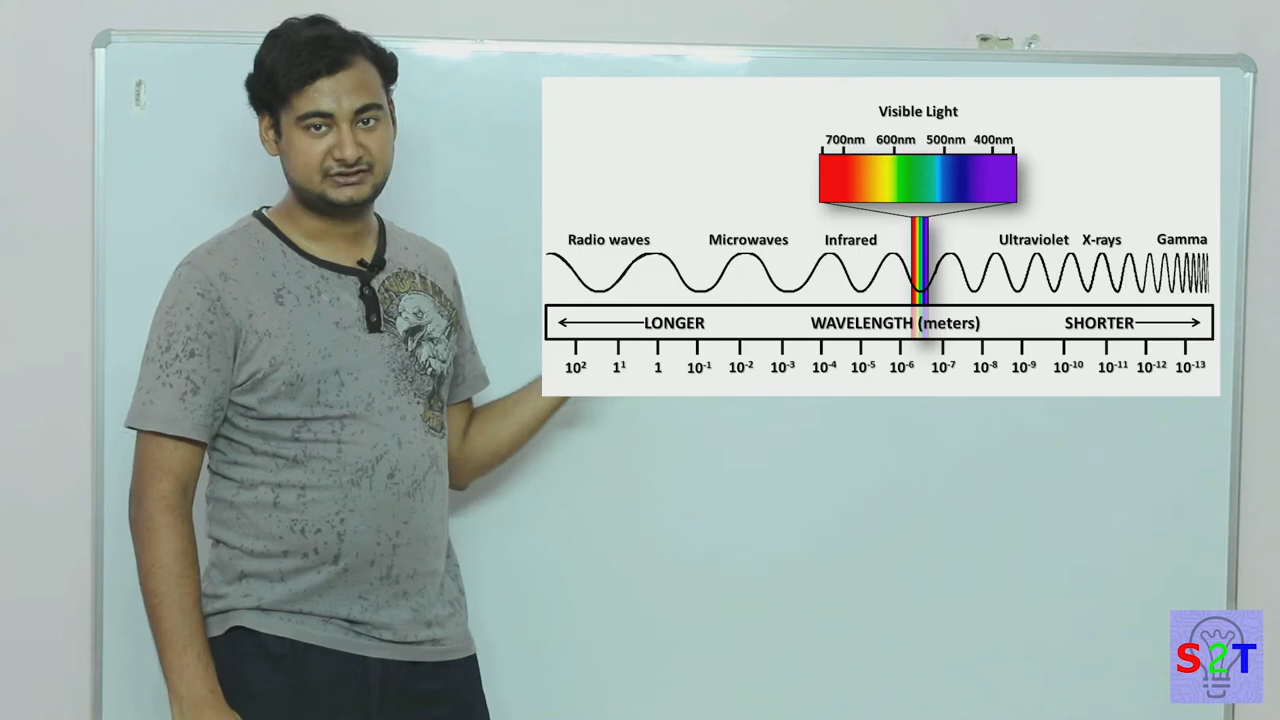 Visible Light
700nm 600nm 500nm 400nm
Radio waves Microwaves Infrared Ultraviolet X-rays Gamma
LONGER WAVELENGTH (meters) SHORTER
10² 1¹ 1 10⁻¹ 10⁻² 10⁻³ 10⁻⁴ 10⁻⁵ 10⁻⁶ 10⁻⁷ 10⁻⁸ 10⁻⁹ 10⁻¹⁰ 10⁻¹¹ 10⁻¹² 10⁻¹³
S2T